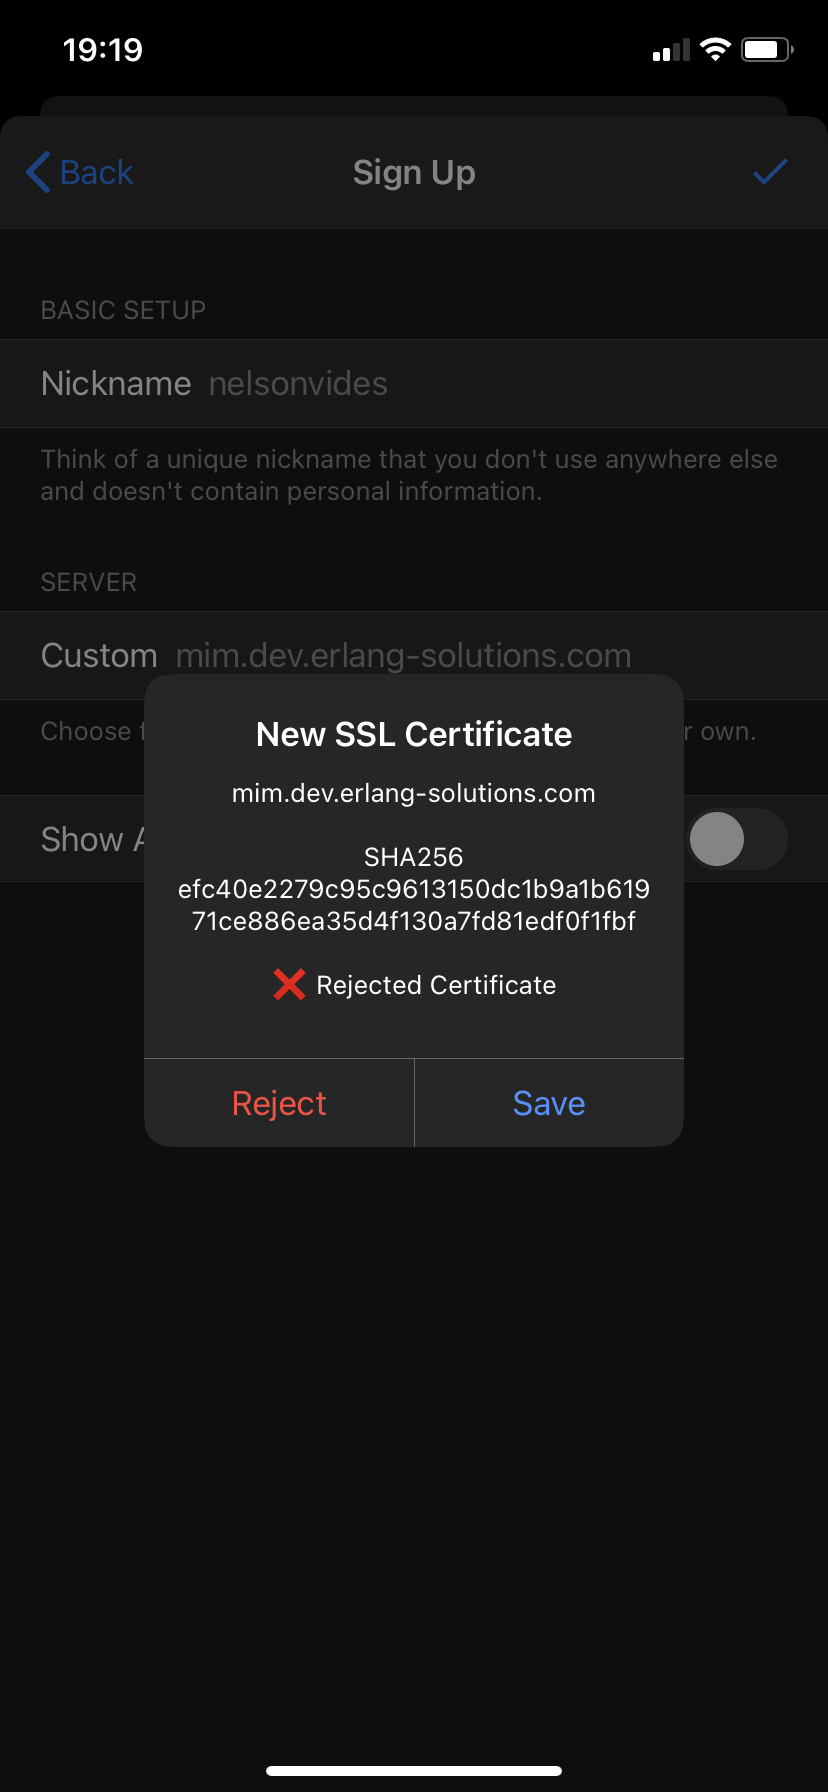 19:19
Back
Sign Up
BASIC SETUP
Nickname nelsonvides
Think of a unique nickname that you don't use anywhere else
and doesn't contain personal information.
SERVER
Custom mim.dev.erlang-solutions.com
Choose r own.
Show
New SSL Certificate
mim.dev.erlang-solutions.com
SHA256
efc40e2279c95c9613150dc1b9a1b619
71ce886ea35d4f130a7fd81edf0f1fbf
Rejected Certificate
Reject Save